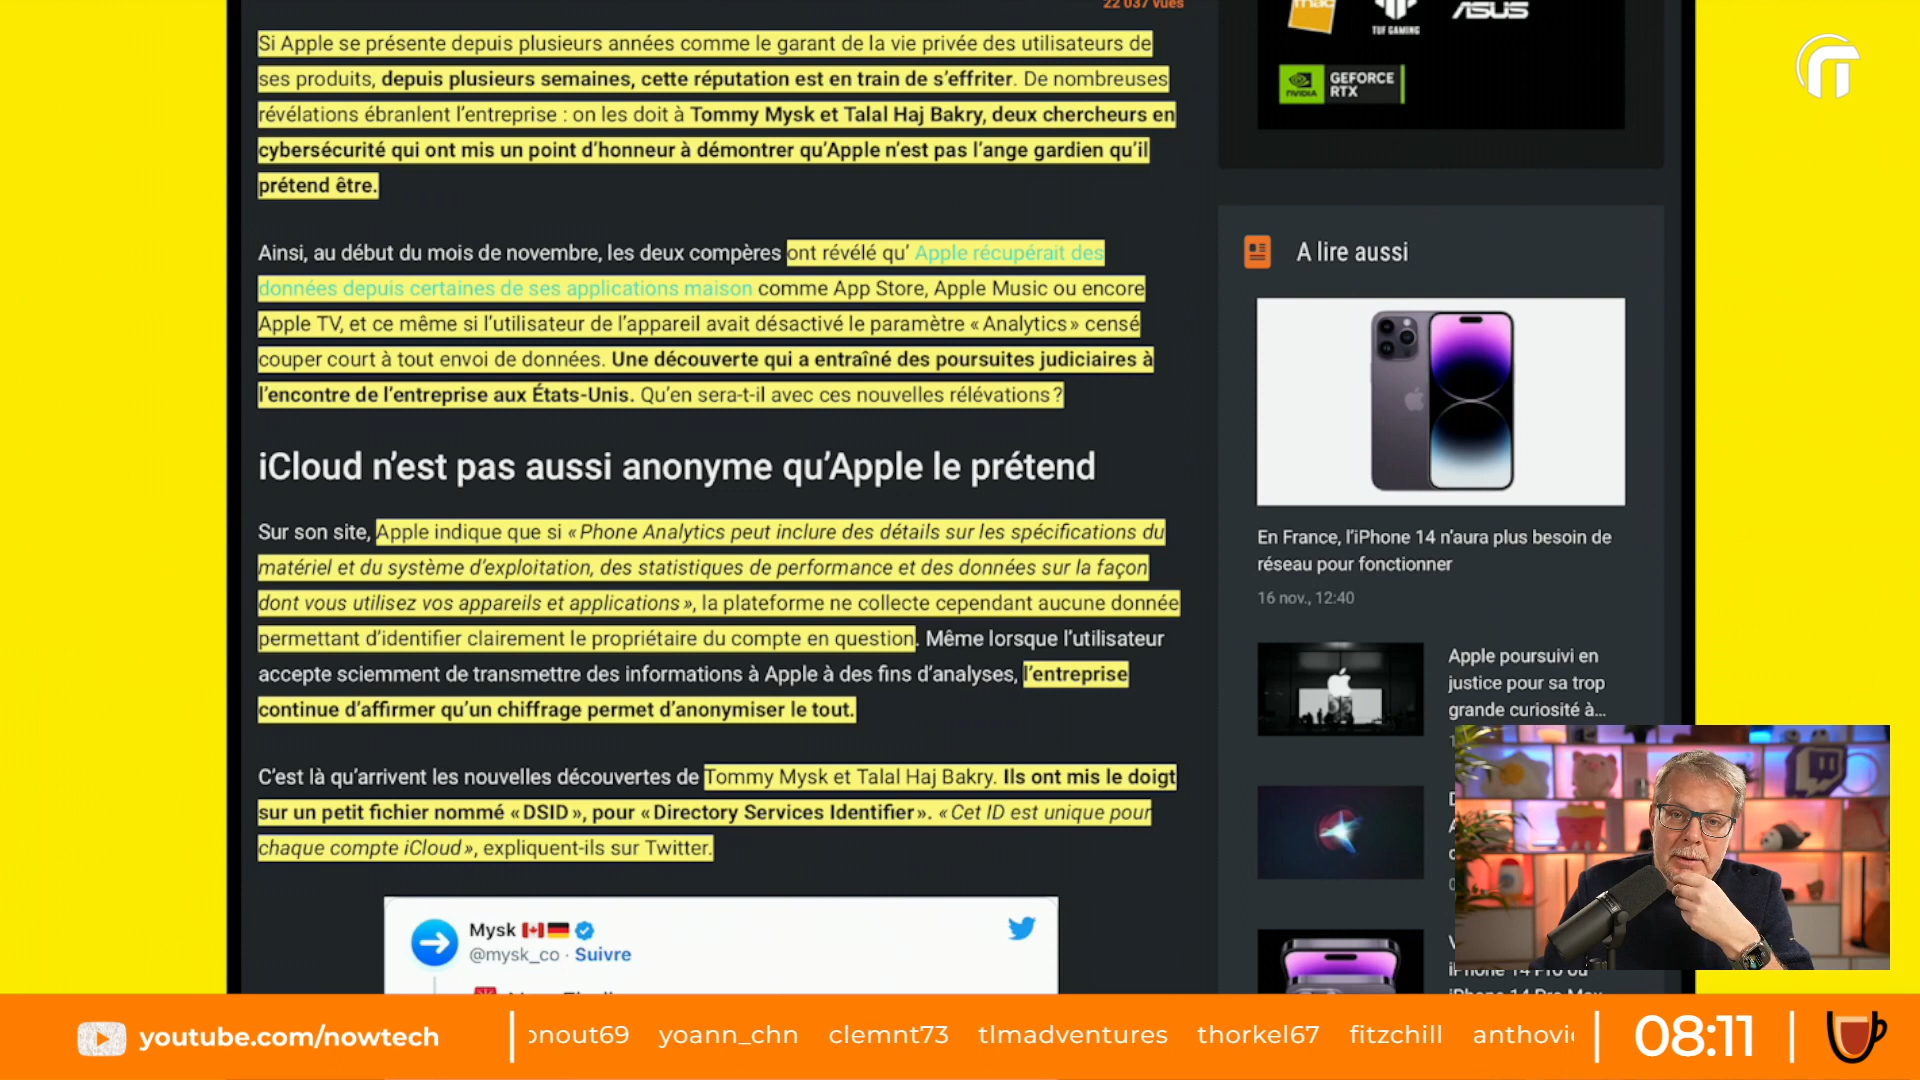 22 037 vues
Si Apple se présente depuis plusieurs années comme le garant de la vie privée des utilisateurs de
ses produits, depuis plusieurs semaines, cette réputation est en train de s’effriter. De nombreuses
révélations ébranlent l’entreprise : on les doit à Tommy Mysk et Talal Haj Bakry, deux chercheurs en
cybersécurité qui ont mis un point d’honneur à démontrer qu’Apple n’est pas l’ange gardien qu’il
prétend être.
Ainsi, au début du mois de novembre, les deux compères ont révélé qu’ Apple récupérait des
données depuis certaines de ses applications maison comme App Store, Apple Music ou encore
Apple TV, et ce même si l’utilisateur de l’appareil avait désactivé le paramètre « Analytics » censé
couper court à tout envoi de données. Une découverte qui a entraîné des poursuites judiciaires à
l’encontre de l’entreprise aux États-Unis. Qu’en sera-t-il avec ces nouvelles rélévations ?
iCloud n’est pas aussi anonyme qu’Apple le prétend
Sur son site, Apple indique que si « Phone Analytics peut inclure des détails sur les spécifications du
matériel et du système d’exploitation, des statistiques de performance et des données sur la façon
dont vous utilisez vos appareils et applications », la plateforme ne collecte cependant aucune donnée
permettant d’identifier clairement le propriétaire du compte en question. Même lorsque l’utilisateur
accepte sciemment de transmettre des informations à Apple à des fins d’analyses, l’entreprise
continue d’affirmer qu’un chiffrage permet d’anonymiser le tout.
C’est là qu’arrivent les nouvelles découvertes de Tommy Mysk et Talal Haj Bakry. Ils ont mis le doigt
sur un petit fichier nommé « DSID », pour « Directory Services Identifier ». « Cet ID est unique pour
chaque compte iCloud », expliquent-ils sur Twitter.
Mysk
@mysk_co · Suivre
TUF GAMING
ASUS
NVIDIA
GEFORCE
RTX
A lire aussi
En France, l’iPhone 14 n’aura plus besoin de
réseau pour fonctionner
16 nov., 12:40
Apple poursuivi en
justice pour sa trop
grande curiosité à...
youtube.com/nowtech
onout69 yoann_chn clemnt73 tlmadventures thorkel67 fitzchill anthovi
08:11